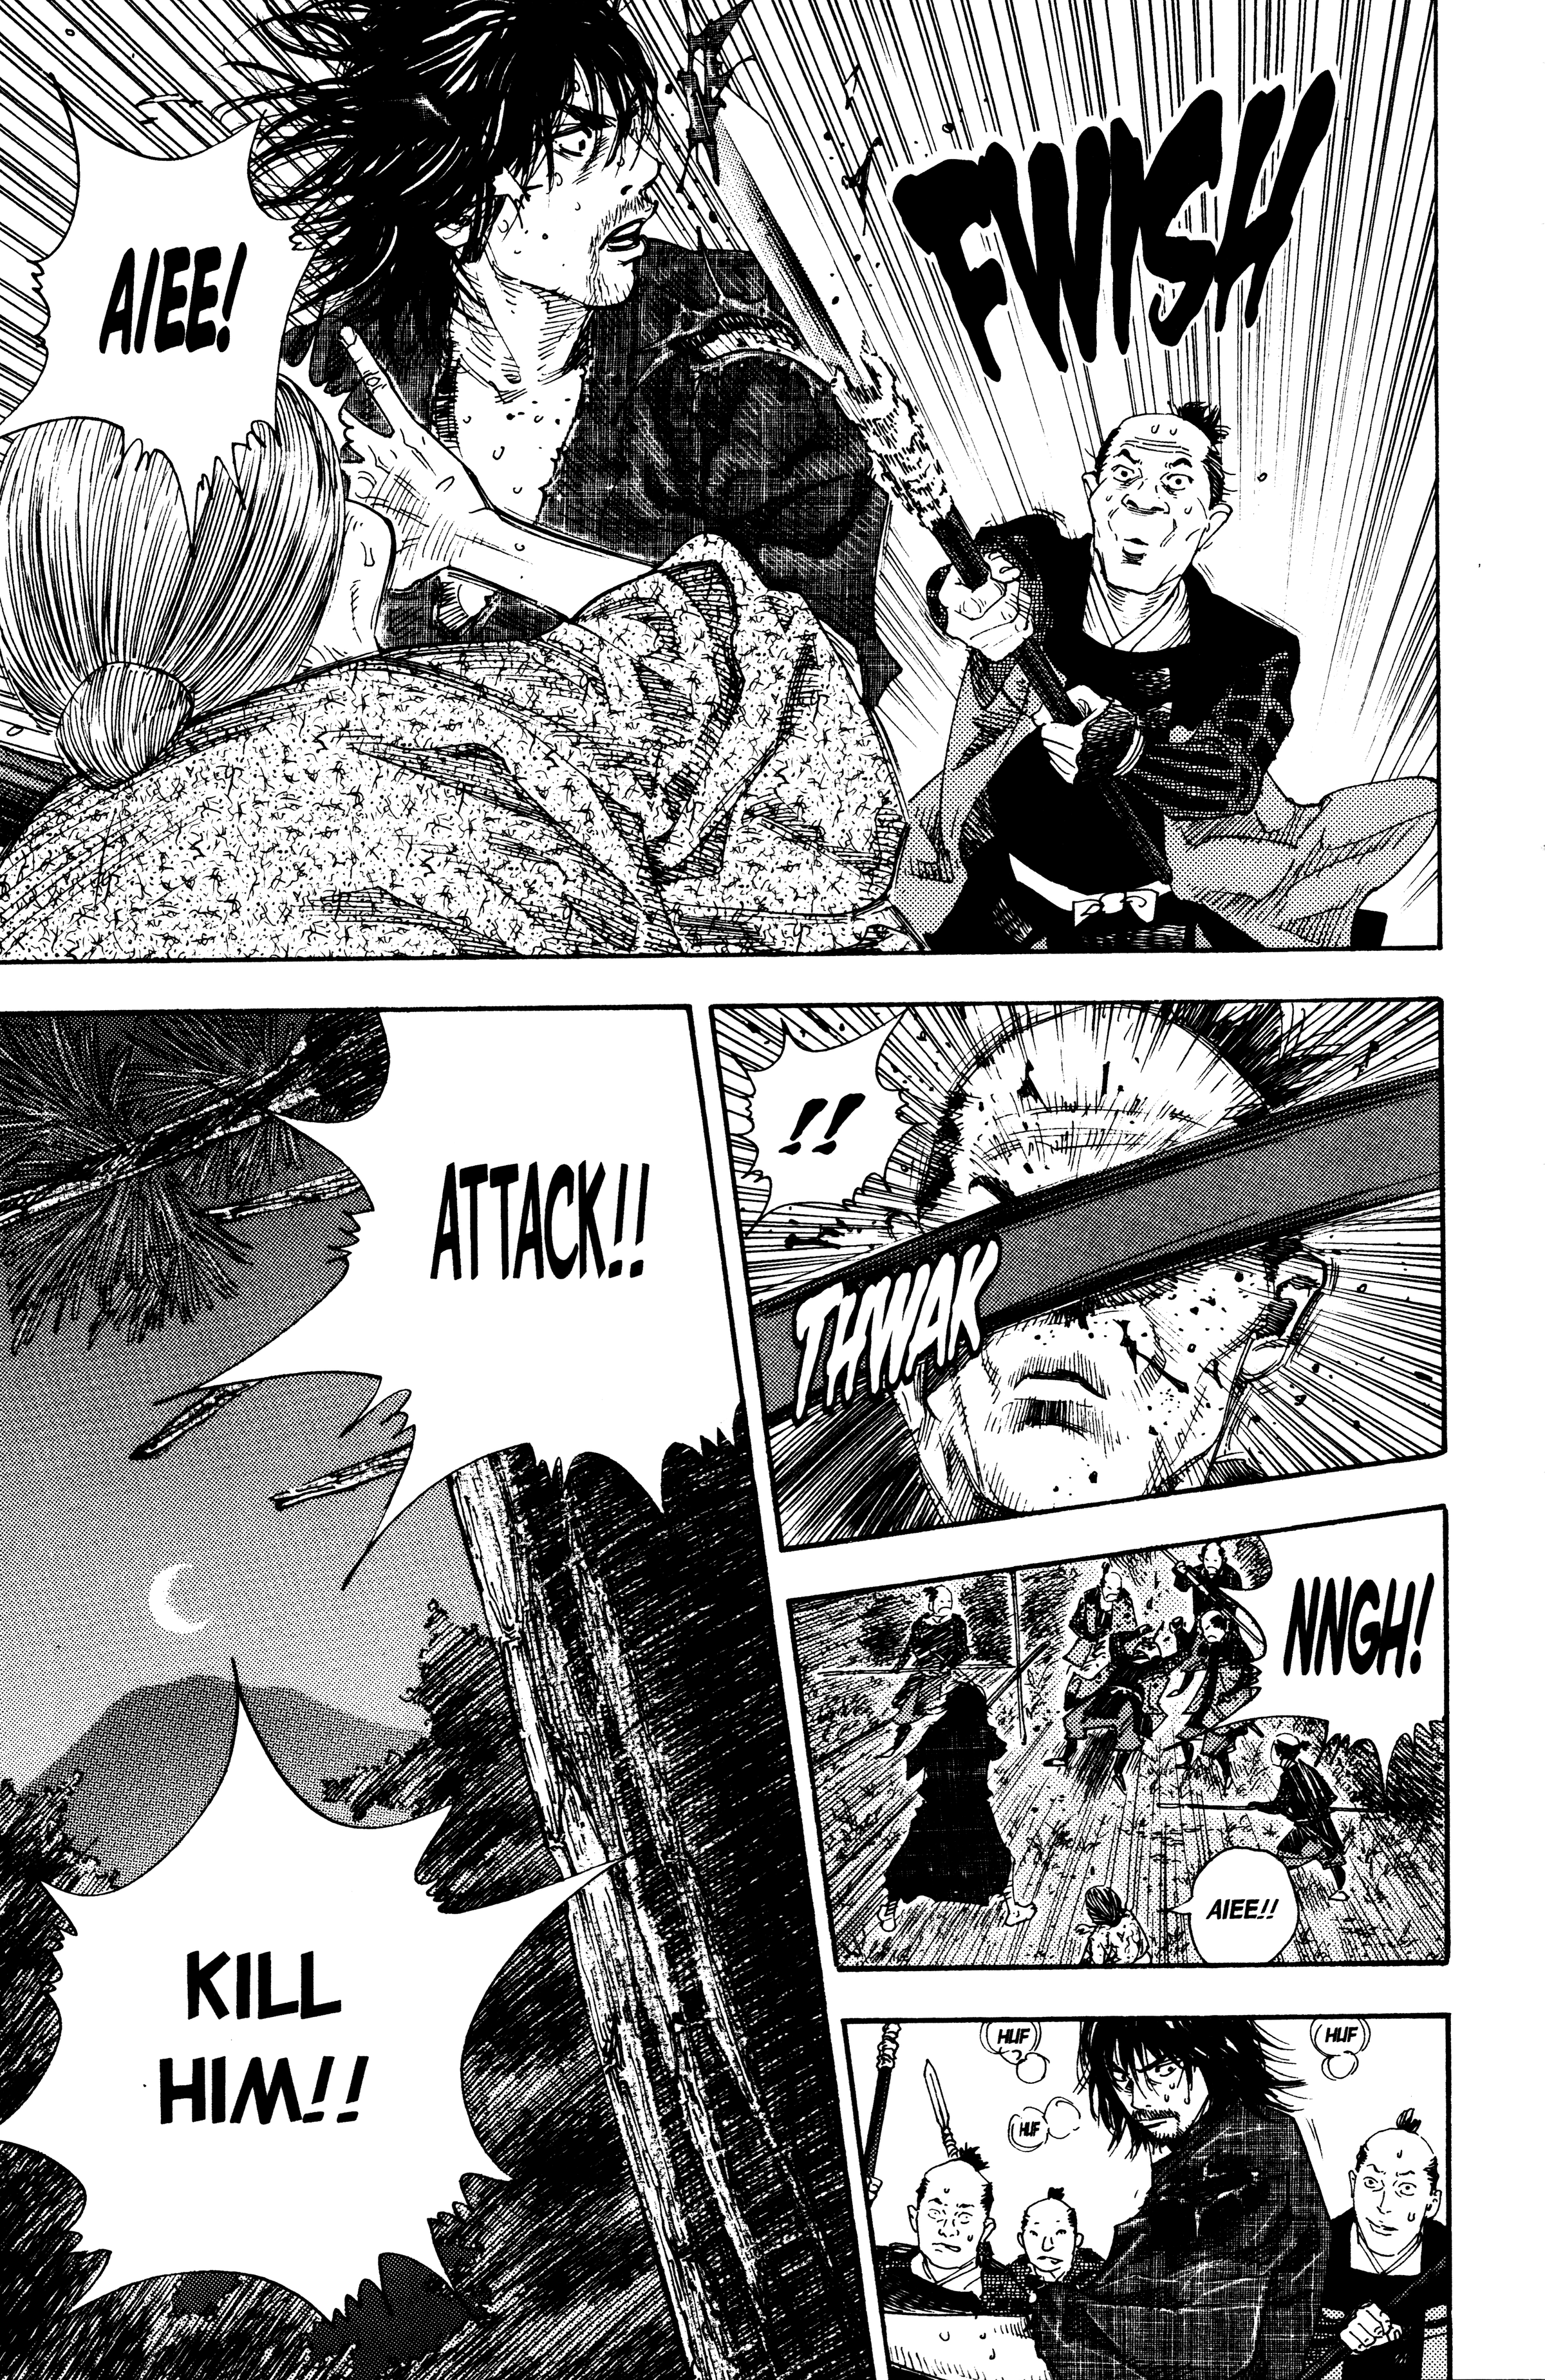 FWISH
AIEE!
!!
THWAK
NNGH!
AIEE!!
HUF
HUF
HUF
ATTACK!!
KILL
HIM!!